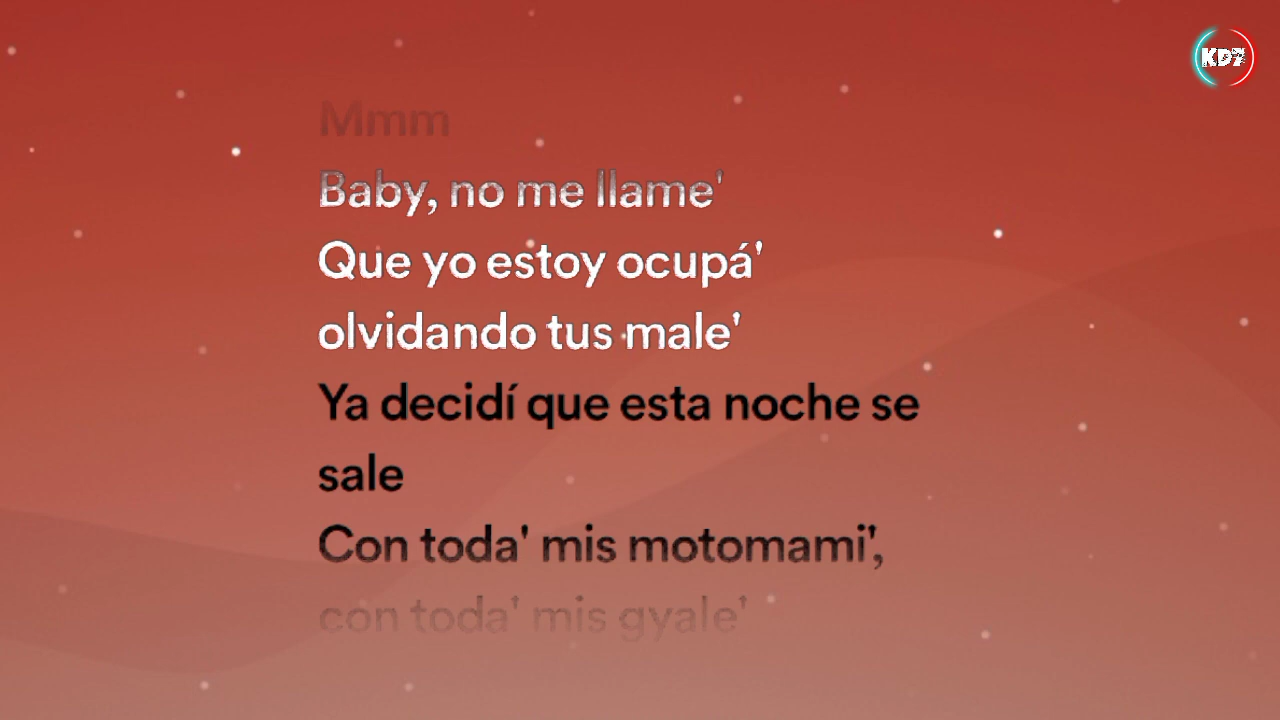 KD7
Mmm
Baby, no me llame'
Que yo estoy ocupá'
olvidando tus male'
Ya decidí que esta noche se
sale
Con toda' mis motomami',
con toda' mis gyale'